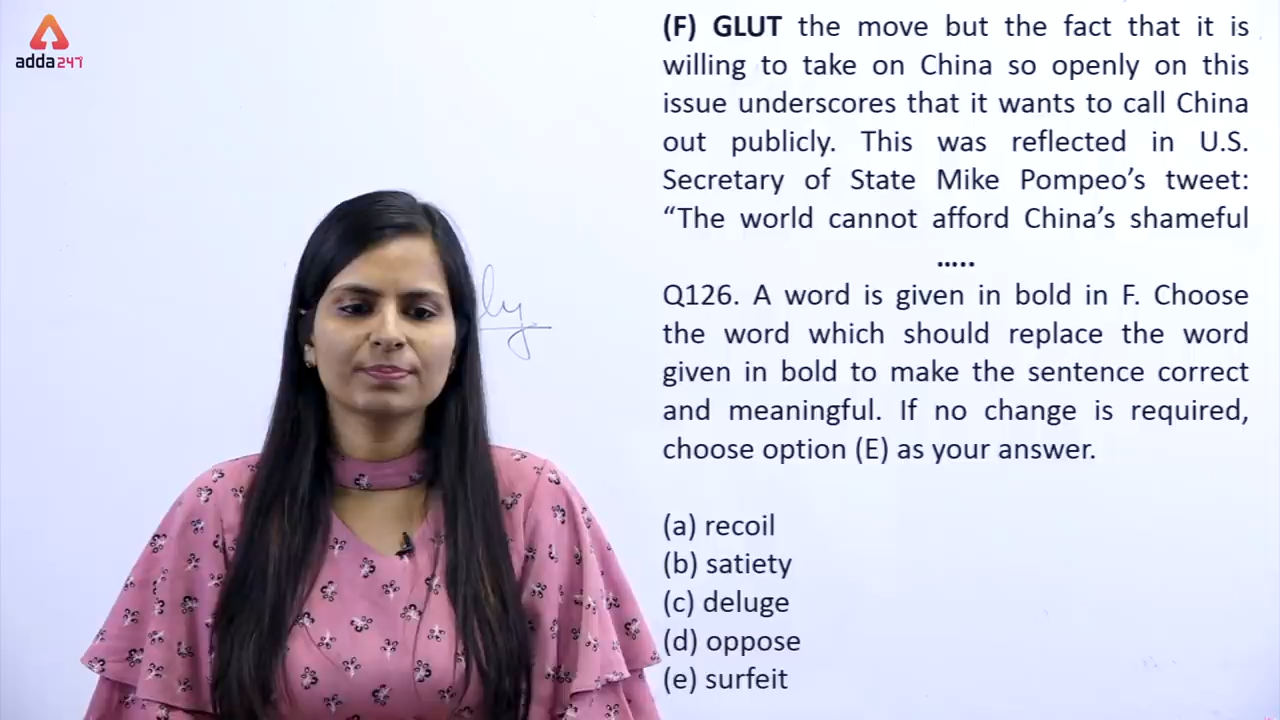 adda247
(F) GLUT the move but the fact that it is
willing to take on China so openly on this
issue underscores that it wants to call China
out publicly. This was reflected in U.S.
Secretary of State Mike Pompeo’s tweet:
“The world cannot afford China’s shameful
.....
Q126. A word is given in bold in F. Choose
the word which should replace the word
given in bold to make the sentence correct
and meaningful. If no change is required,
choose option (E) as your answer.
(a) recoil
(b) satiety
(c) deluge
(d) oppose
(e) surfeit